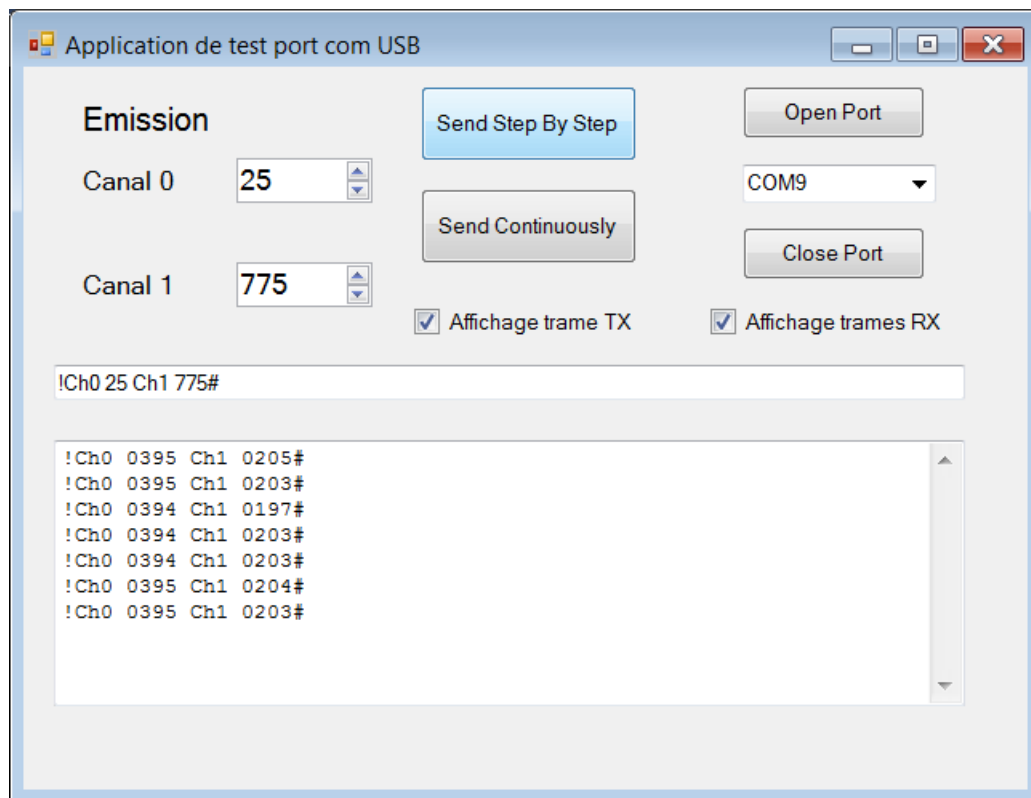 Application de test port com USB
Emission
Send Step By Step
Open Port
Canal 0
25
COM9
Send Continuously
Close Port
Canal 1
775
Affichage trame TX
Affichage trames RX
!Ch0 25 Ch1 775#
!Ch0 0395 Ch1 0205#
!Ch0 0395 Ch1 0203#
!Ch0 0394 Ch1 0197#
!Ch0 0394 Ch1 0203#
!Ch0 0394 Ch1 0203#
!Ch0 0395 Ch1 0204#
!Ch0 0395 Ch1 0203#